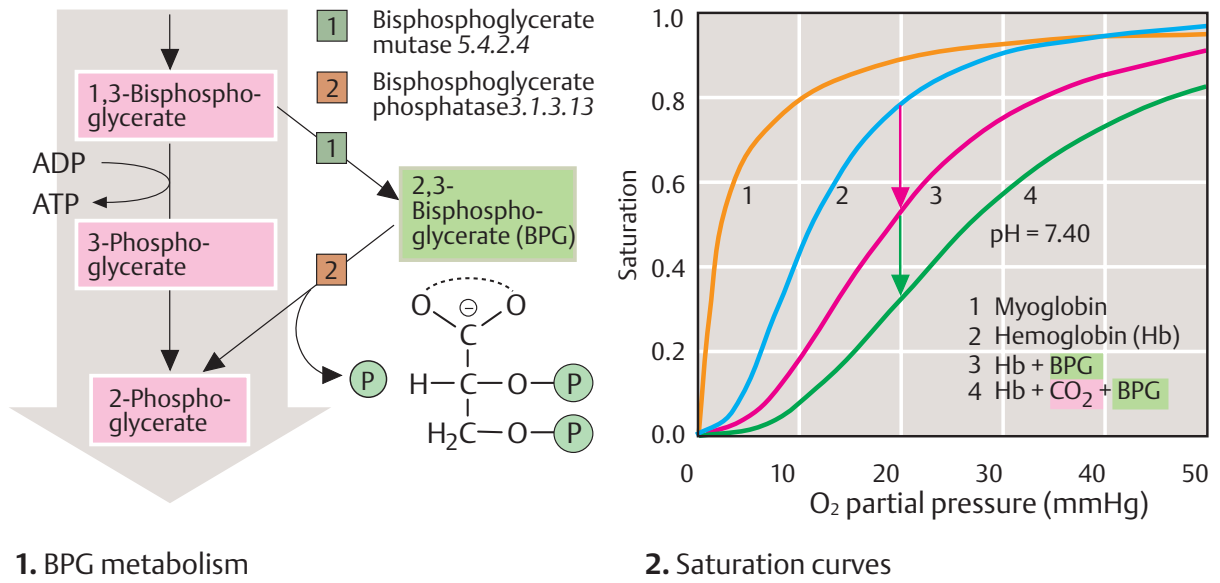 1 Bisphosphoglycerate
mutase 5.4.2.4
2 Bisphosphoglycerate
phosphatase3.1.3.13
1,3-Bisphospho-
glycerate
1
ADP
ATP
2,3-
Bisphospho-
glycerate (BPG)
3-Phospho-
glycerate
2
P
2-Phospho-
glycerate
O O
−
C
H C O P
H2C O P
1. BPG metabolism
Saturation
1.0
0.8
0.6
0.4
0.2
0.0
1 2 3 4
pH = 7.40
1 Myoglobin
2 Hemoglobin (Hb)
3 Hb + BPG
4 Hb + CO2 + BPG
0 10 20 30 40 50
O2 partial pressure (mmHg)
2. Saturation curves